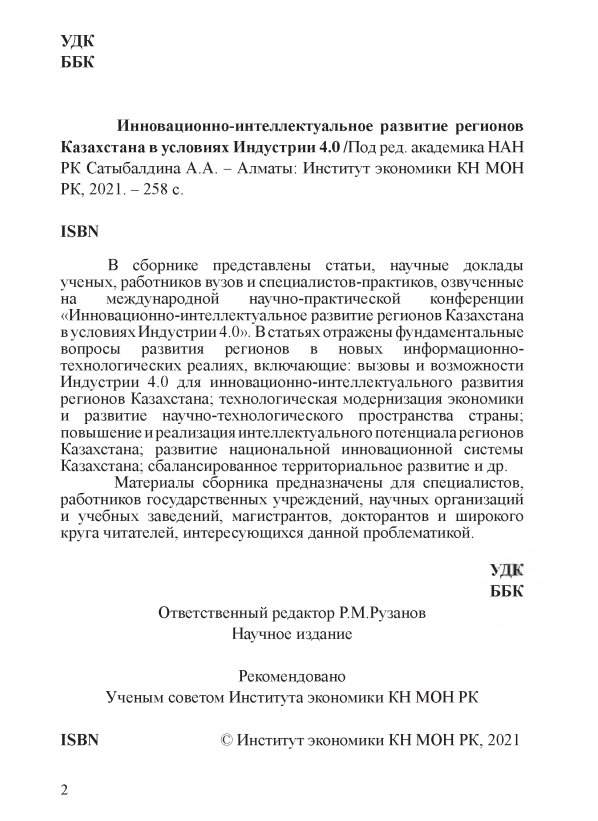 УДК
ББК
Инновационно-интеллектуальное развитие регионов
Казахстана в условиях Индустрии 4.0 /Под ред. академика НАН
РК Сатыбалдина А.А. – Алматы: Институт экономики КН МОН
РК, 2021. – 258 с.
ISBN
В сборнике представлены статьи, научные доклады
ученых, работников вузов и специалистов-практиков, озвученные
на международной научно-практической конференции
«Инновационно-интеллектуальное развитие регионов Казахстана
в условиях Индустрии 4.0». В статьях отражены фундаментальные
вопросы развития регионов в новых информационно-
технологических реалиях, включающие: вызовы и возможности
Индустрии 4.0 для инновационно-интеллектуального развития
регионов Казахстана; технологическая модернизация экономики
и развитие научно-технологического пространства страны;
повышение и реализация интеллектуального потенциала регионов
Казахстана; развитие национальной инновационной системы
Казахстана; сбалансированное территориальное развитие и др.
Материалы сборника предназначены для специалистов,
работников государственных учреждений, научных организаций
и учебных заведений, магистрантов, докторантов и широкого
круга читателей, интересующихся данной проблематикой.
УДК
ББК
Ответственный редактор Р.М.Рузанов
Научное издание
Рекомендовано
Ученым советом Института экономики КН МОН РК
ISBN © Институт экономики КН МОН РК, 2021
2